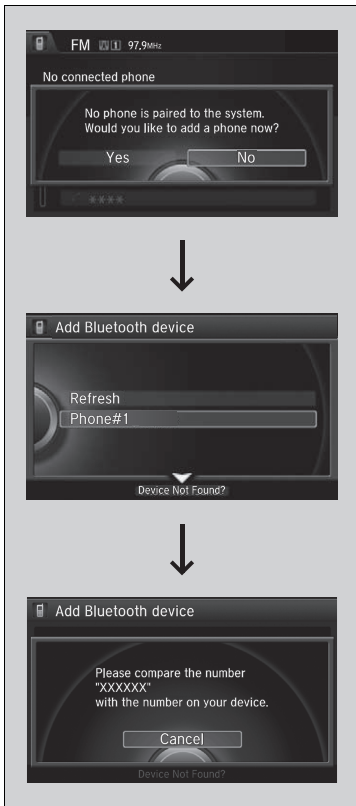 FM 1 97.9MHz
No connected phone
No phone is paired to the system.
Would you like to add a phone now?
Yes No
****
Add Bluetooth device
Refresh
Phone#1
Device Not Found?
Add Bluetooth device
Please compare the number
"XXXXXX"
with the number on your device.
Cancel
Device Not Found?